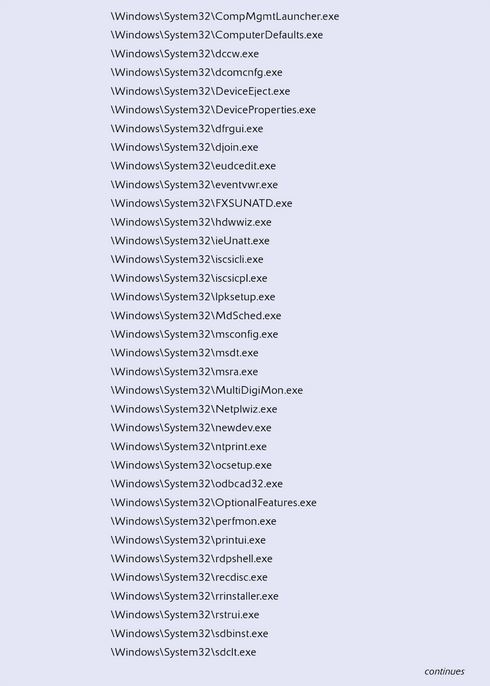 \Windows\System32\CompMgmtLauncher.exe
\Windows\System32\ComputerDefaults.exe
\Windows\System32\dccw.exe
\Windows\System32\dcomcnfg.exe
\Windows\System32\DeviceEject.exe
\Windows\System32\DeviceProperties.exe
\Windows\System32\dfrgui.exe
\Windows\System32\djoin.exe
\Windows\System32\eudcedit.exe
\Windows\System32\eventvwr.exe
\Windows\System32\FXSUNATD.exe
\Windows\System32\hdwwiz.exe
\Windows\System32\ieUnatt.exe
\Windows\System32\iscsicli.exe
\Windows\System32\iscsicpl.exe
\Windows\System32\lpksetup.exe
\Windows\System32\MdSched.exe
\Windows\System32\msconfig.exe
\Windows\System32\msdt.exe
\Windows\System32\msra.exe
\Windows\System32\MultiDigiMon.exe
\Windows\System32\Netplwiz.exe
\Windows\System32\newdev.exe
\Windows\System32\ntprint.exe
\Windows\System32\ocsetup.exe
\Windows\System32\odbcad32.exe
\Windows\System32\OptionalFeatures.exe
\Windows\System32\perfmon.exe
\Windows\System32\printui.exe
\Windows\System32\rdpshell.exe
\Windows\System32\recdisc.exe
\Windows\System32\rrinstaller.exe
\Windows\System32\rstrui.exe
\Windows\System32\sdbinst.exe
\Windows\System32\sdclt.exe
continues